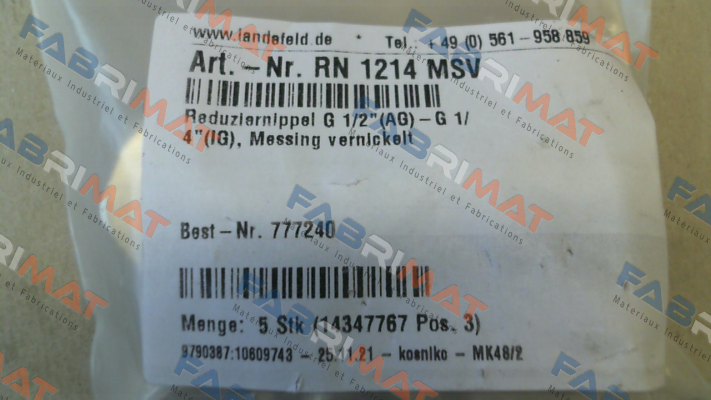 www.landefeld.de * Tel. +49 (0) 561-958 859
Art.-Nr. RN 1214 MSV
Reduziernippel G 1/2"(AG)-G 1/
4"(IG), Messing vernickelt
Best-Nr. 777240
Menge: 5 Stk (14347767 Pos. 3)
9790387:10609743 - 25.11.21 - kosniko - MK48/2
FABRIMAT
Materiaux Industriel et Fabrications